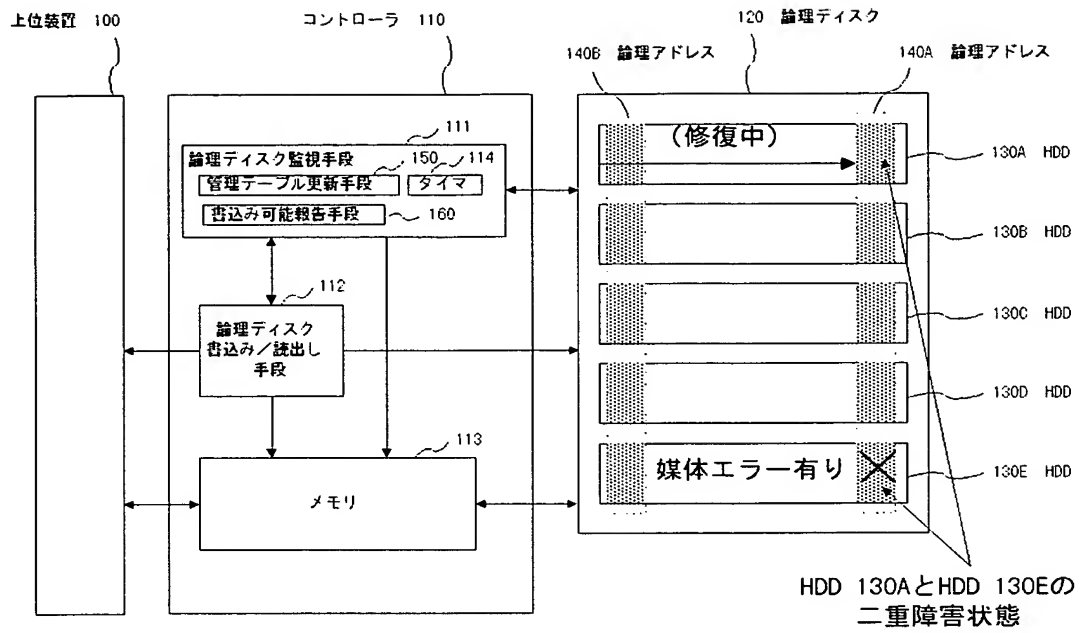 上位装置 100
コントローラ 110
120 論理ディスク
140B 論理アドレス
140A 論理アドレス
111
論理ディスク監視手段
150
114
管理テーブル更新手段
タイマ
書込み可能報告手段
160
112
論理ディスク
書込み/読出し
手段
113
メモリ
(修復中)
130A HDD
130B HDD
130C HDD
130D HDD
媒体エラー有り
130E HDD
HDD 130AとHDD 130Eの
二重障害状態